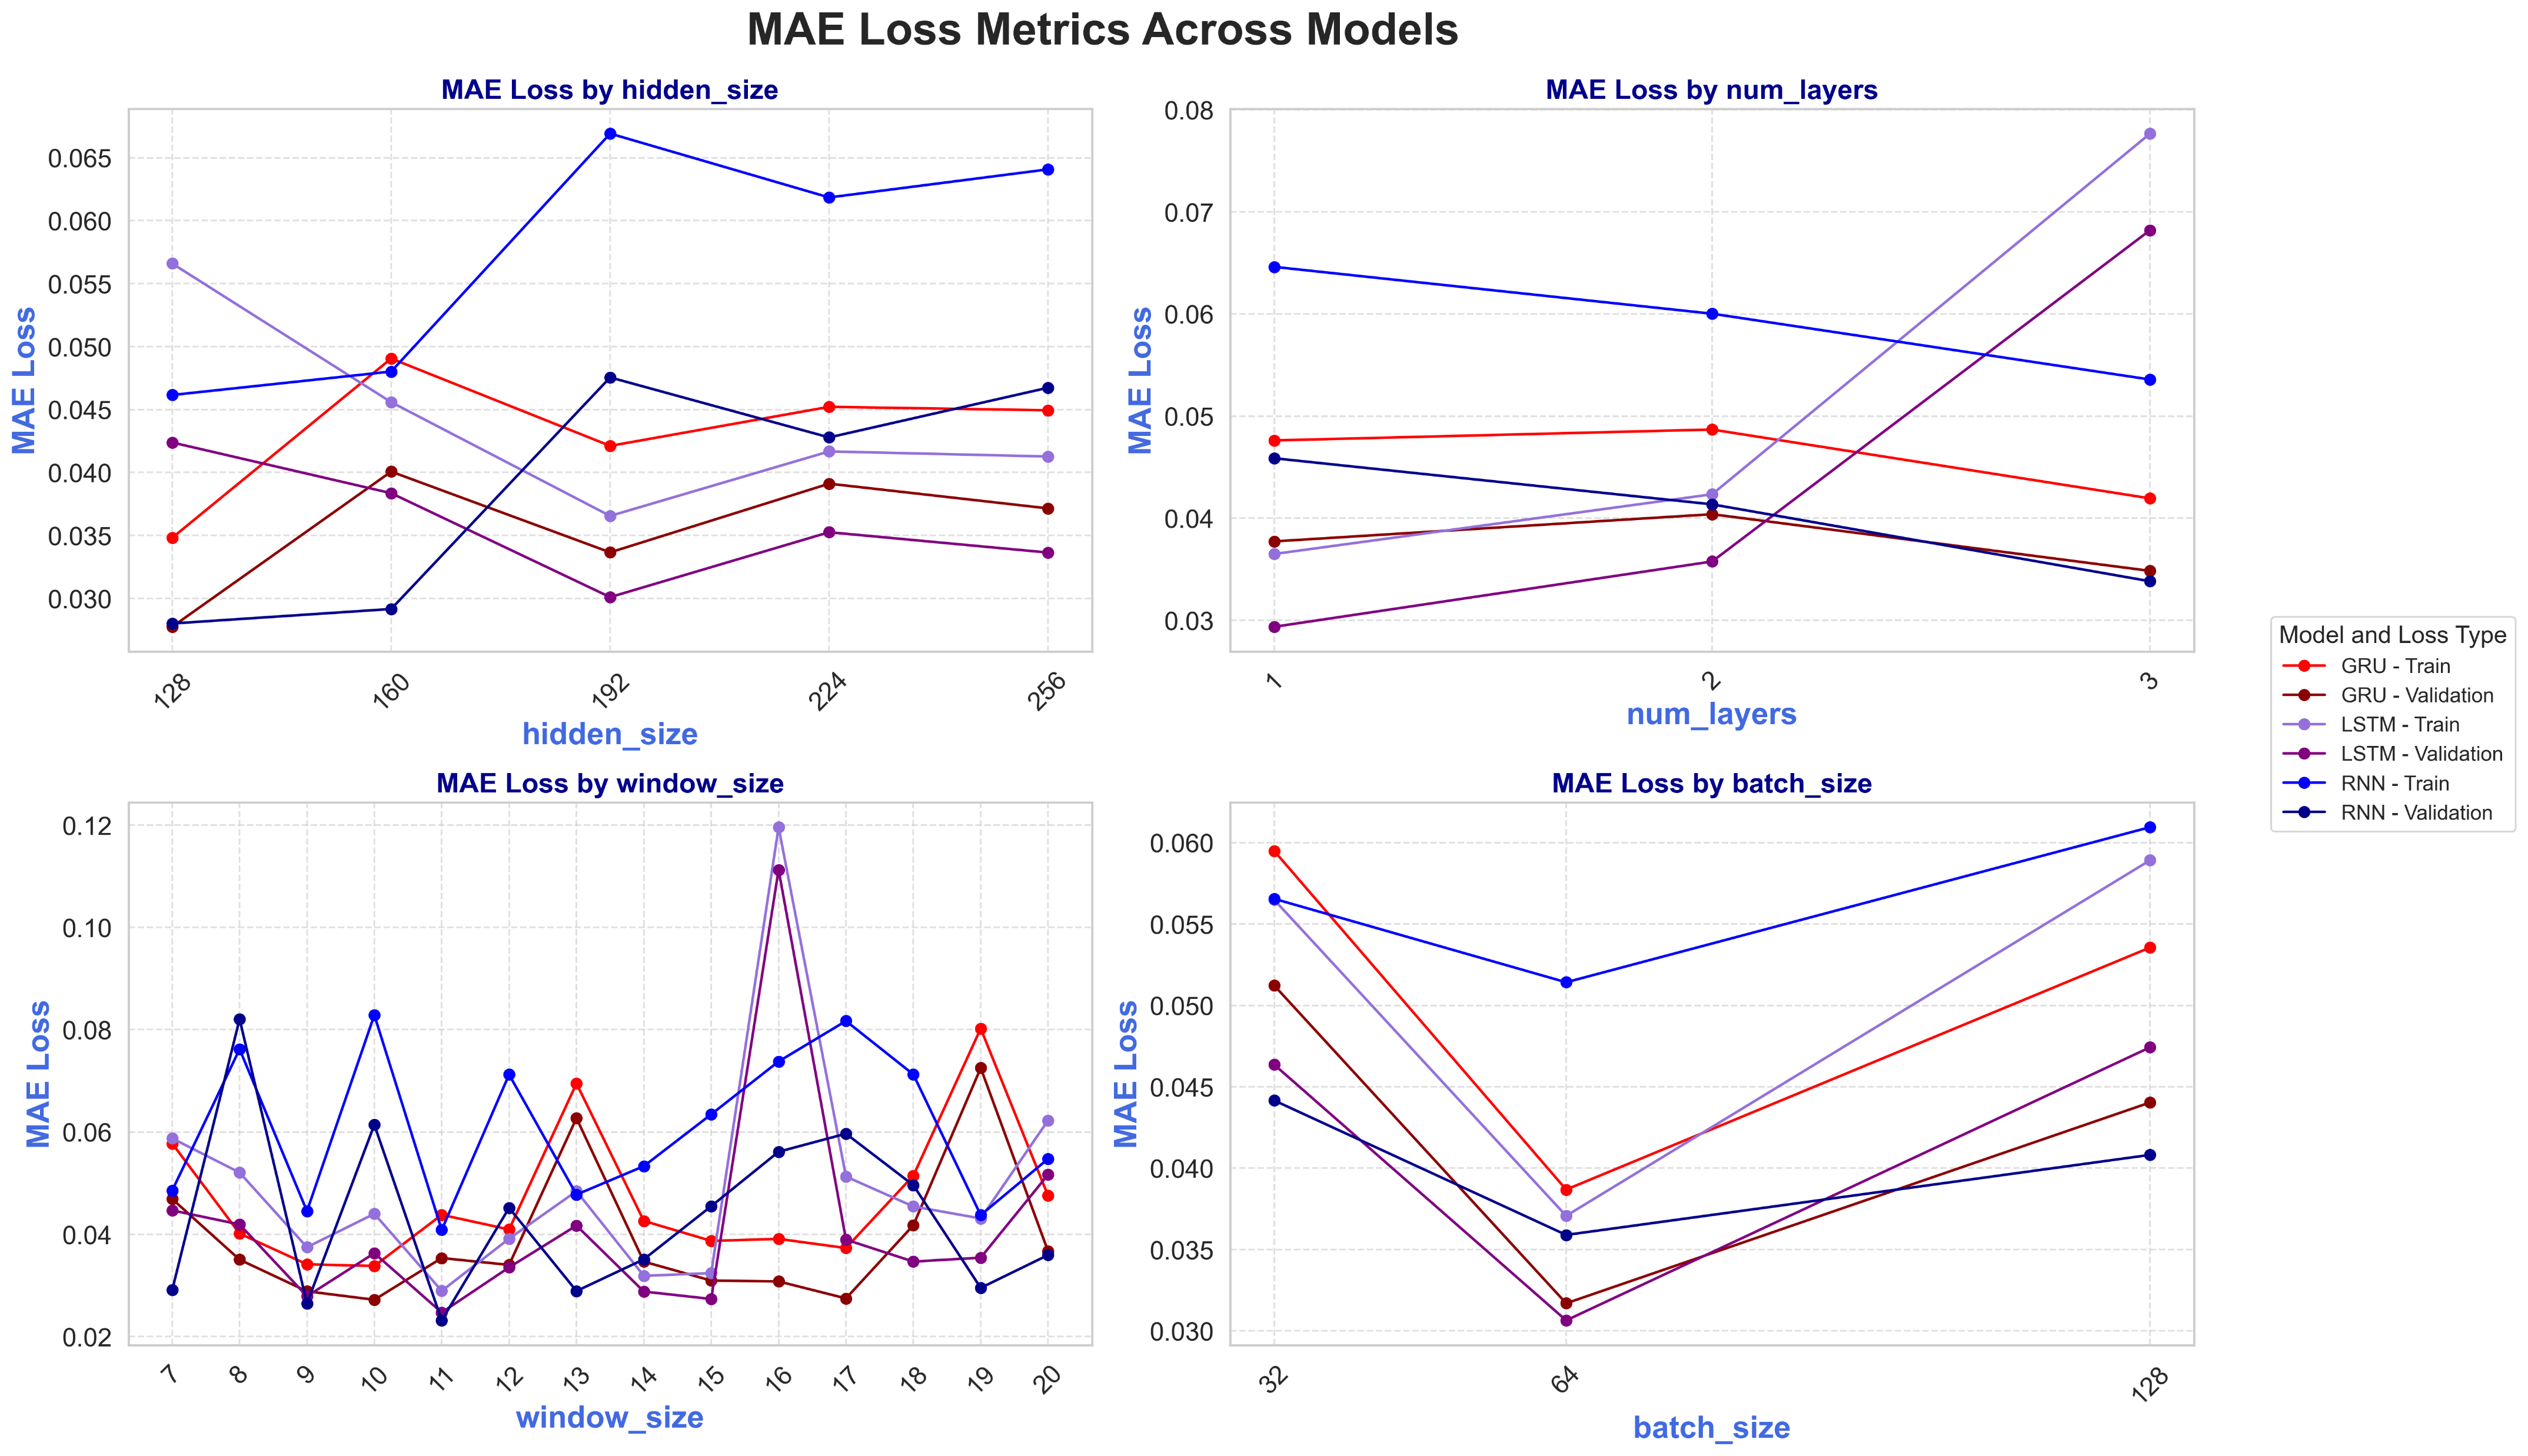 MAE Loss Metrics Across Models
MAE Loss by hidden_size
MAE Loss
0.065
0.060
0.055
0.050
0.045
0.040
0.035
0.030
128 160 192 224 256
hidden_size
MAE Loss by num_layers
MAE Loss
0.08
0.07
0.06
0.05
0.04
0.03
1 2 3
num_layers
Model and Loss Type
GRU - Train
GRU - Validation
LSTM - Train
LSTM - Validation
RNN - Train
RNN - Validation
MAE Loss by window_size
MAE Loss
0.12
0.10
0.08
0.06
0.04
0.02
7 8 9 10 11 12 13 14 15 16 17 18 19 20
window_size
MAE Loss by batch_size
MAE Loss
0.060
0.055
0.050
0.045
0.040
0.035
0.030
32 64 128
batch_size